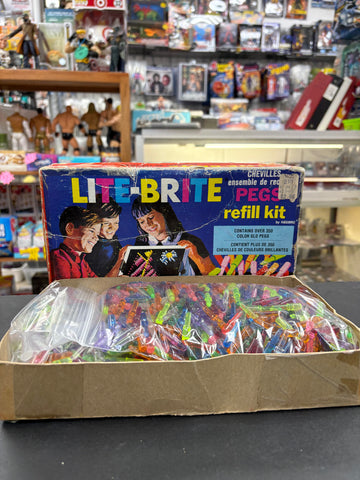 CHEVILLES
LITE-BRITE
ensemble de rec
PEGS
refill kit
CONTAINS OVER 350
COLOR GLO PEGS
CONTIENT PLUS DE 350
CHEVILLES DE COULEURS BRILLANTES